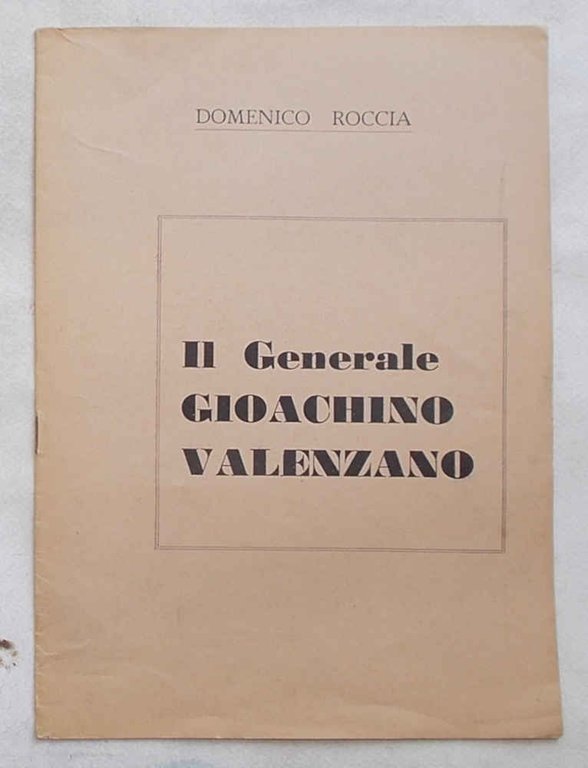 DOMENICO ROCCIA
Il Generale
GIOACHINO
VALENZANO